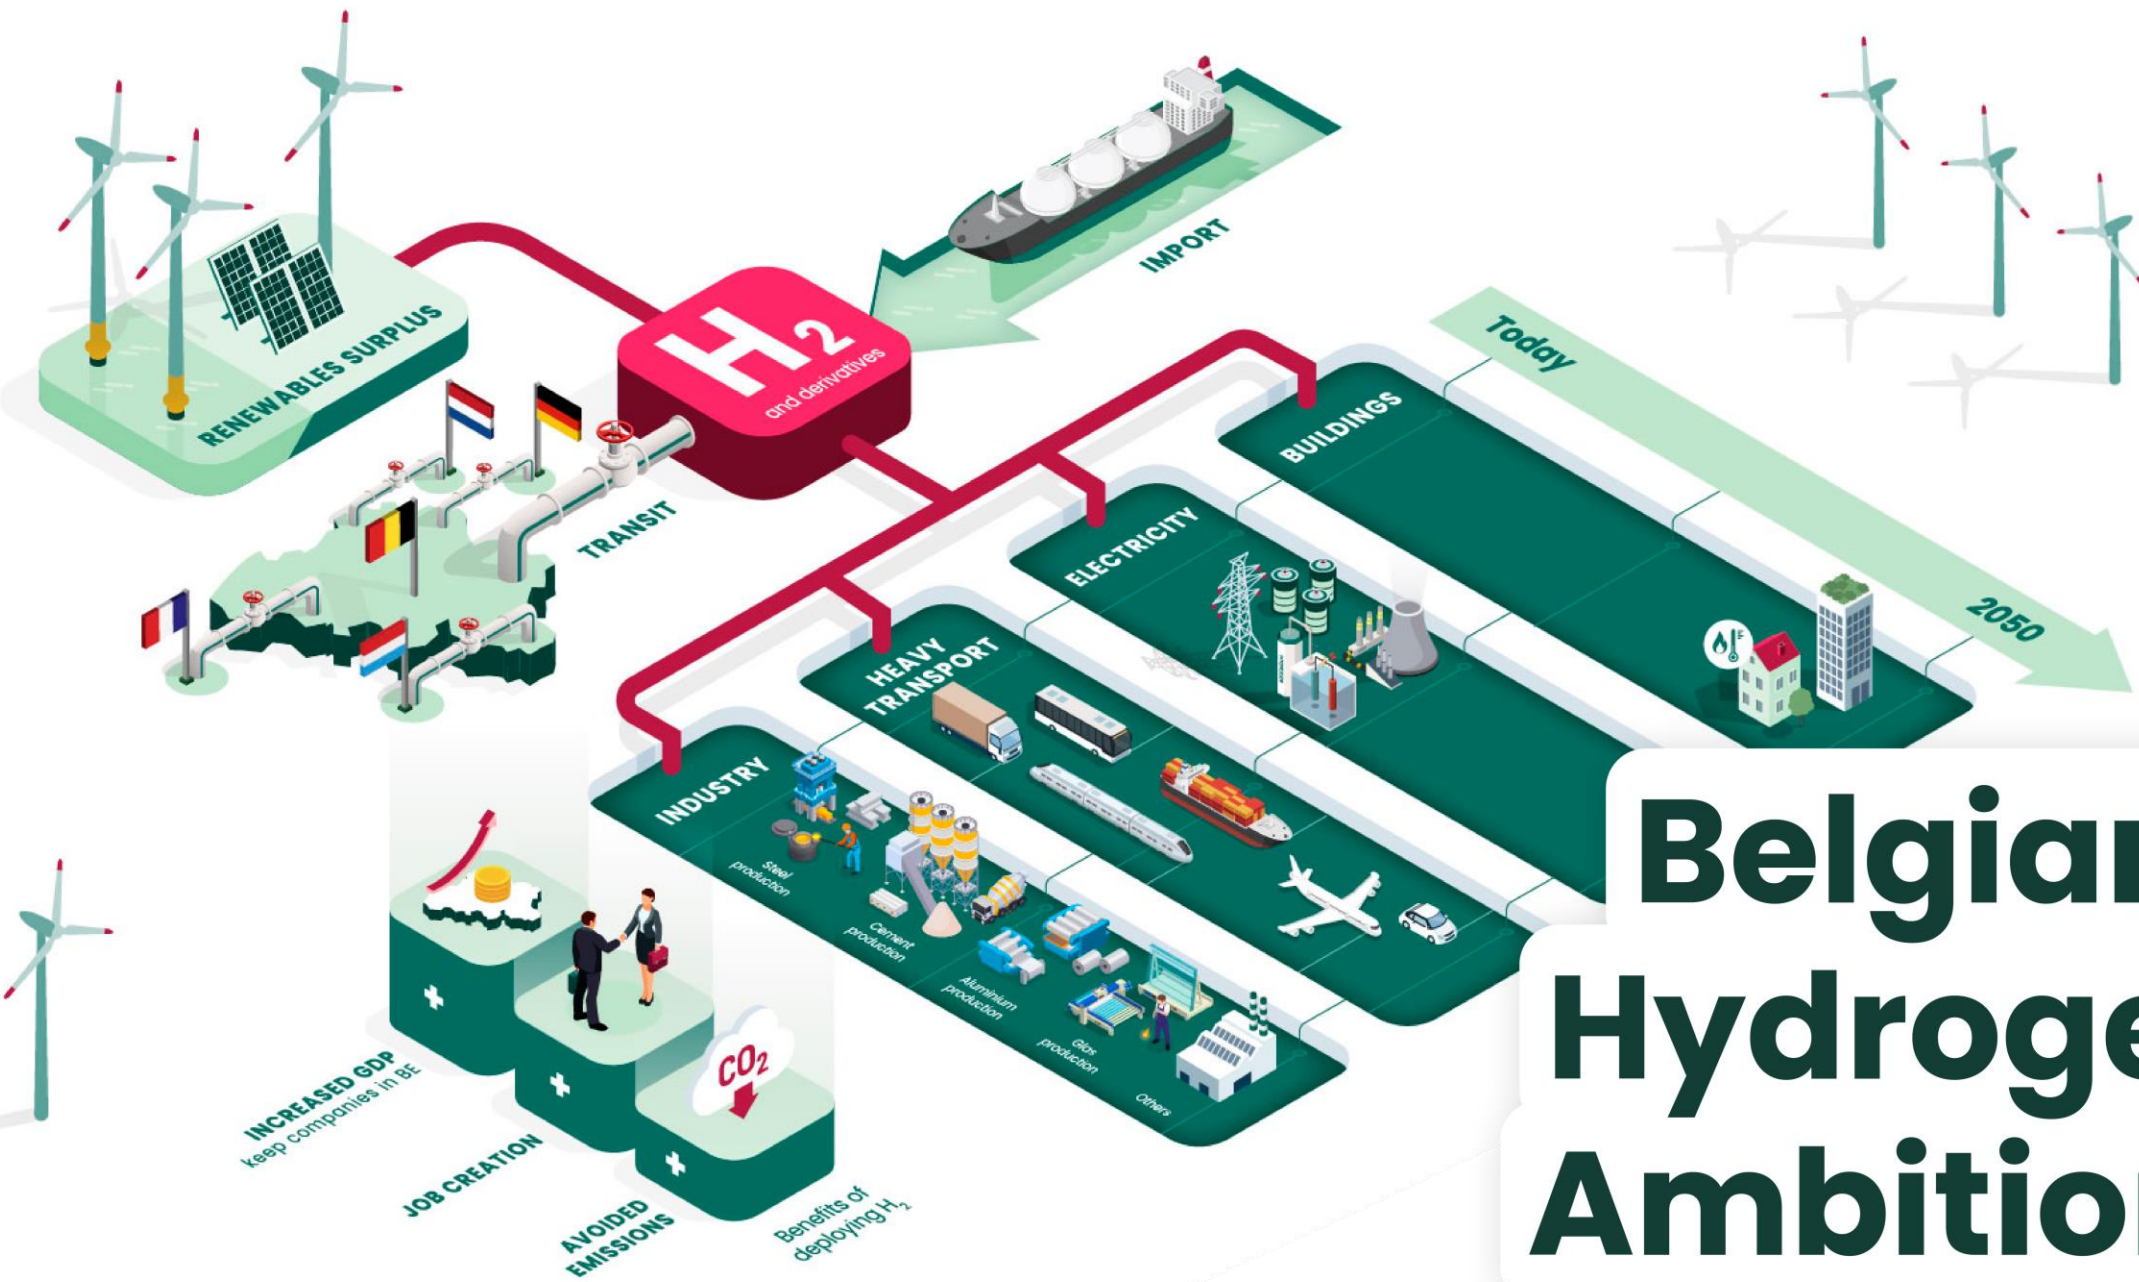 RENEWABLES SURPLUS
H2
and derivatives
IMPORT
TRANSIT
Today
2050
BUILDINGS
ELECTRICITY
HEAVY
TRANSPORT
INDUSTRY
Steel
production
Cement
production
Aluminium
production
Glas
production
Others
INCREASED GDP
keep companies in BE
JOB CREATION
AVOIDED
EMISSIONS
CO2
Benefits of
deploying H2
Belgian
Hydroge
Ambition